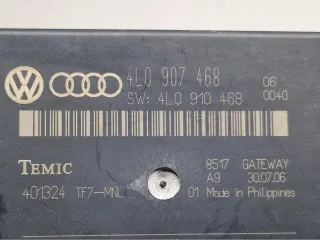 4L0 907 468 06
SW: 4L0 910 468 0040
TEMIC 8517 GATEWAY
A9 30.07.06
401324 TF7-MNL 01 Made in Philippines